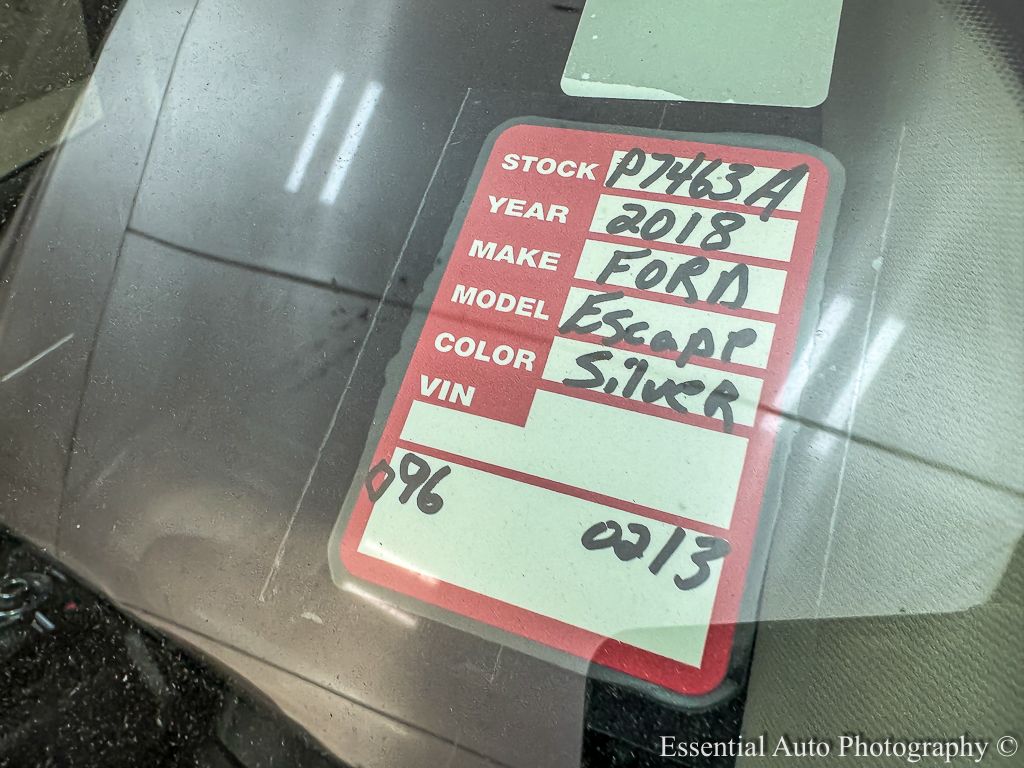 STOCK P7463A
YEAR 2018
MAKE FORD
MODEL Escape
COLOR Silver
VIN
096 0213
Essential Auto Photography ©